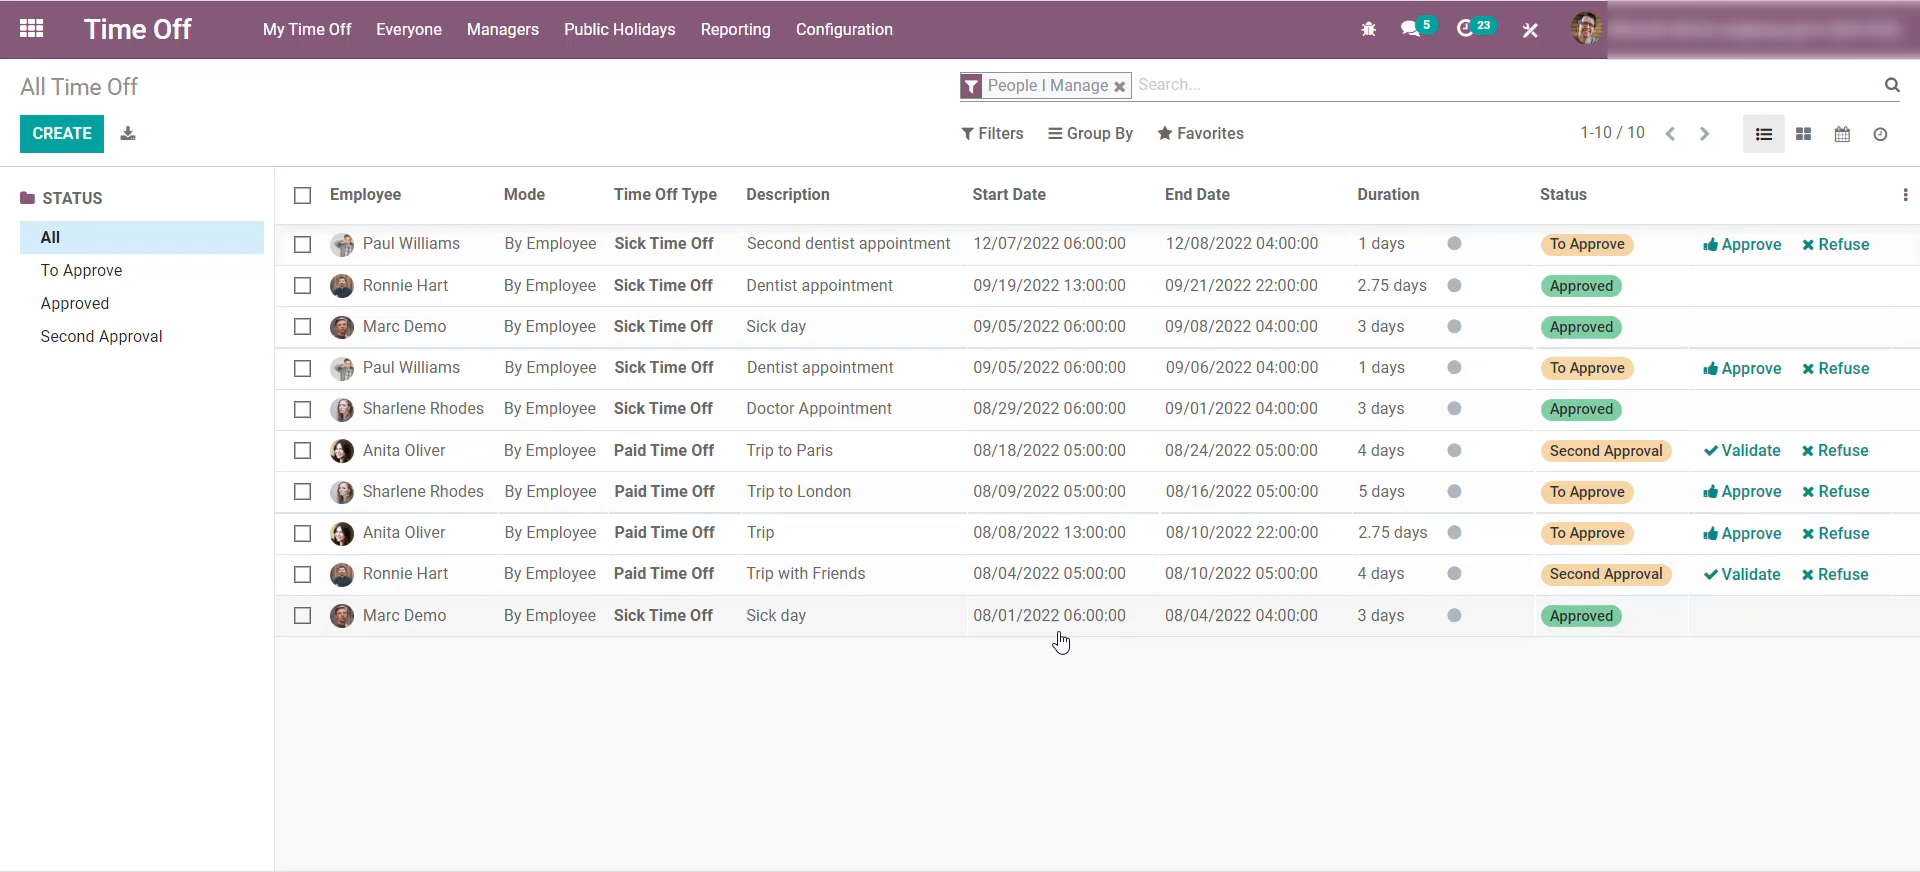 Time Off My Time Off Everyone Managers Public Holidays Reporting Configuration 5 23
All Time Off People I Manage Search...
CREATE Filters Group By Favorites 1-10 / 10
STATUS
All
To Approve
Approved
Second Approval
Employee Mode Time Off Type Description Start Date End Date Duration Status
Paul Williams By Employee Sick Time Off Second dentist appointment 12/07/2022 06:00:00 12/08/2022 04:00:00 1 days To Approve Approve Refuse
Ronnie Hart By Employee Sick Time Off Dentist appointment 09/19/2022 13:00:00 09/21/2022 22:00:00 2.75 days Approved
Marc Demo By Employee Sick Time Off Sick day 09/05/2022 06:00:00 09/08/2022 04:00:00 3 days Approved
Paul Williams By Employee Sick Time Off Dentist appointment 09/05/2022 06:00:00 09/06/2022 04:00:00 1 days To Approve Approve Refuse
Sharlene Rhodes By Employee Sick Time Off Doctor Appointment 08/29/2022 06:00:00 09/01/2022 04:00:00 3 days Approved
Anita Oliver By Employee Paid Time Off Trip to Paris 08/18/2022 05:00:00 08/24/2022 05:00:00 4 days Second Approval Validate Refuse
Sharlene Rhodes By Employee Paid Time Off Trip to London 08/09/2022 05:00:00 08/16/2022 05:00:00 5 days To Approve Approve Refuse
Anita Oliver By Employee Paid Time Off Trip 08/08/2022 13:00:00 08/10/2022 22:00:00 2.75 days To Approve Approve Refuse
Ronnie Hart By Employee Paid Time Off Trip with Friends 08/04/2022 05:00:00 08/10/2022 05:00:00 4 days Second Approval Validate Refuse
Marc Demo By Employee Sick Time Off Sick day 08/01/2022 06:00:00 08/04/2022 04:00:00 3 days Approved